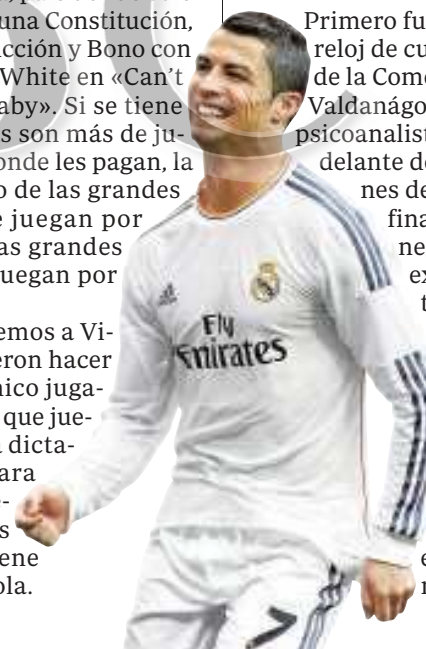 una Constitución,
cción y Bono con
White en «Can't
aby». Si se tiene
s son más de ju-
onde les pagan, la
o de las grandes
e juegan por
as grandes
uegan por
emos a Vi-
eron hacer
nico juga-
que jue-
a dicta-
ara
e-
s
ene
ola.
Primero fu
reloj de cu
de la Come
Valdanágo
psicoanalist
delante de
nes de
fina
ne
ex
t
e
Fly
Emirates
7